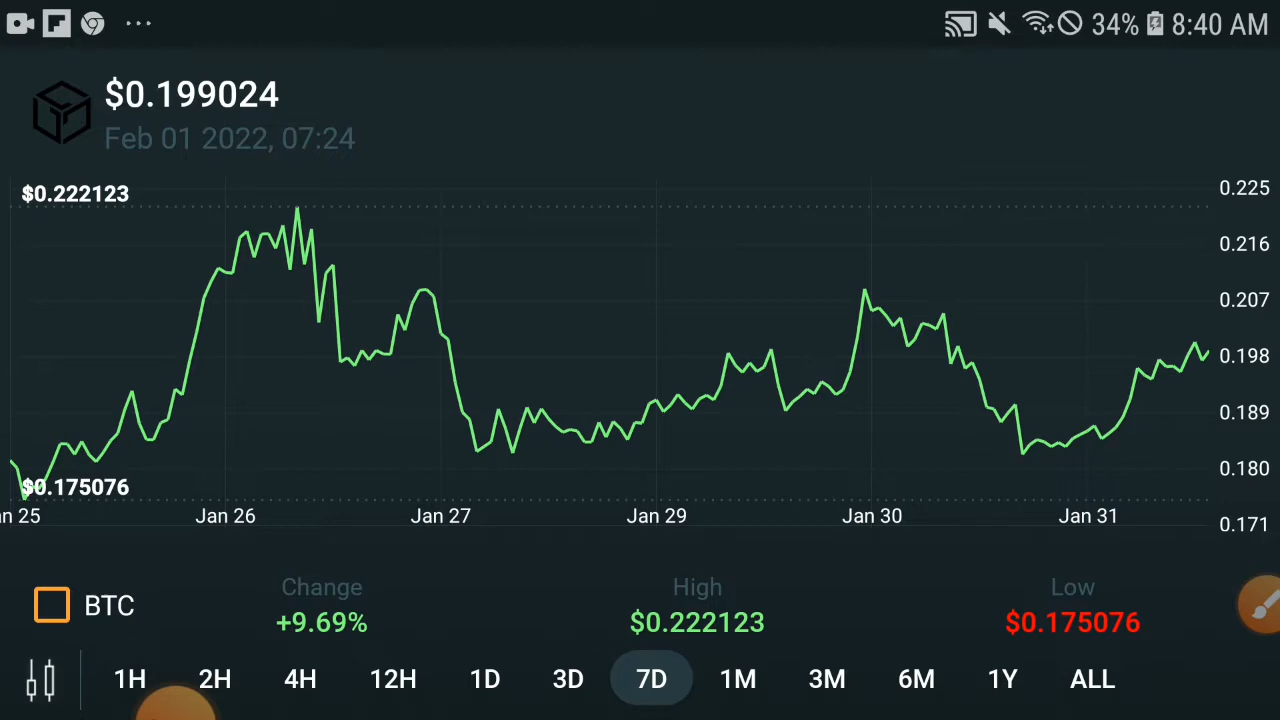 34% 8:40 AM
$0.199024
Feb 01 2022, 07:24
$0.222123
0.225
0.216
0.207
0.198
0.189
0.180
$0.175076
0.171
n 25 Jan 26 Jan 27 Jan 29 Jan 30 Jan 31
BTC
Change High Low
+9.69% $0.222123 $0.175076
1H 2H 4H 12H 1D 3D 7D 1M 3M 6M 1Y ALL